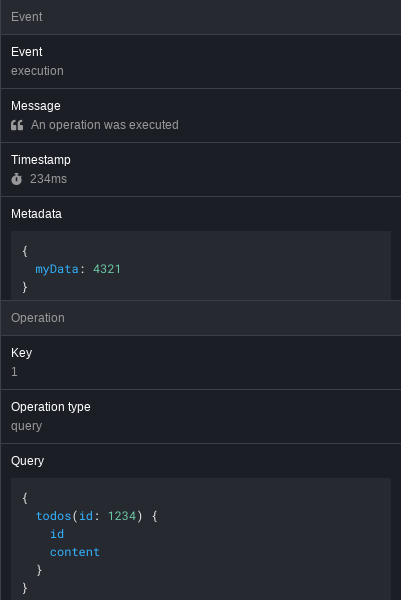 Event
Event
execution
Message
An operation was executed
Timestamp
234ms
Metadata
{
  myData: 4321
}
Operation
Key
1
Operation type
query
Query
{
  todos(id: 1234) {
    id
    content
  }
}